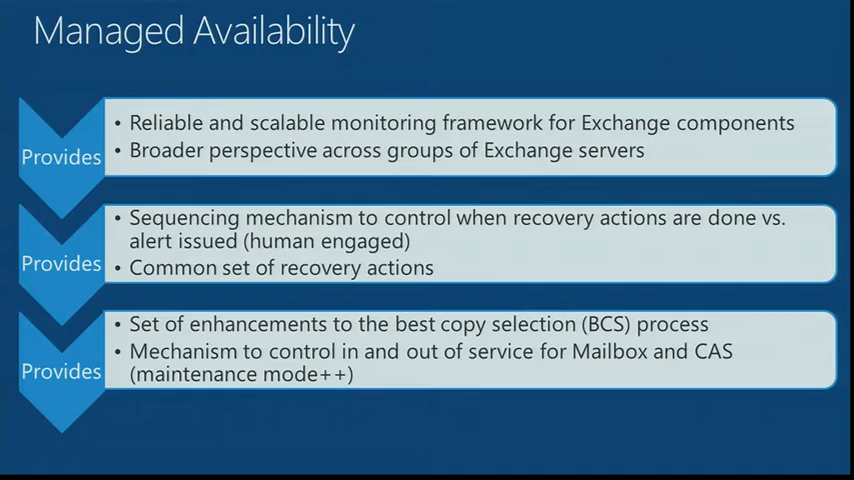 Managed Availability
Provides
• Reliable and scalable monitoring framework for Exchange components
• Broader perspective across groups of Exchange servers
Provides
• Sequencing mechanism to control when recovery actions are done vs.
alert issued (human engaged)
• Common set of recovery actions
Provides
• Set of enhancements to the best copy selection (BCS) process
• Mechanism to control in and out of service for Mailbox and CAS
(maintenance mode++)